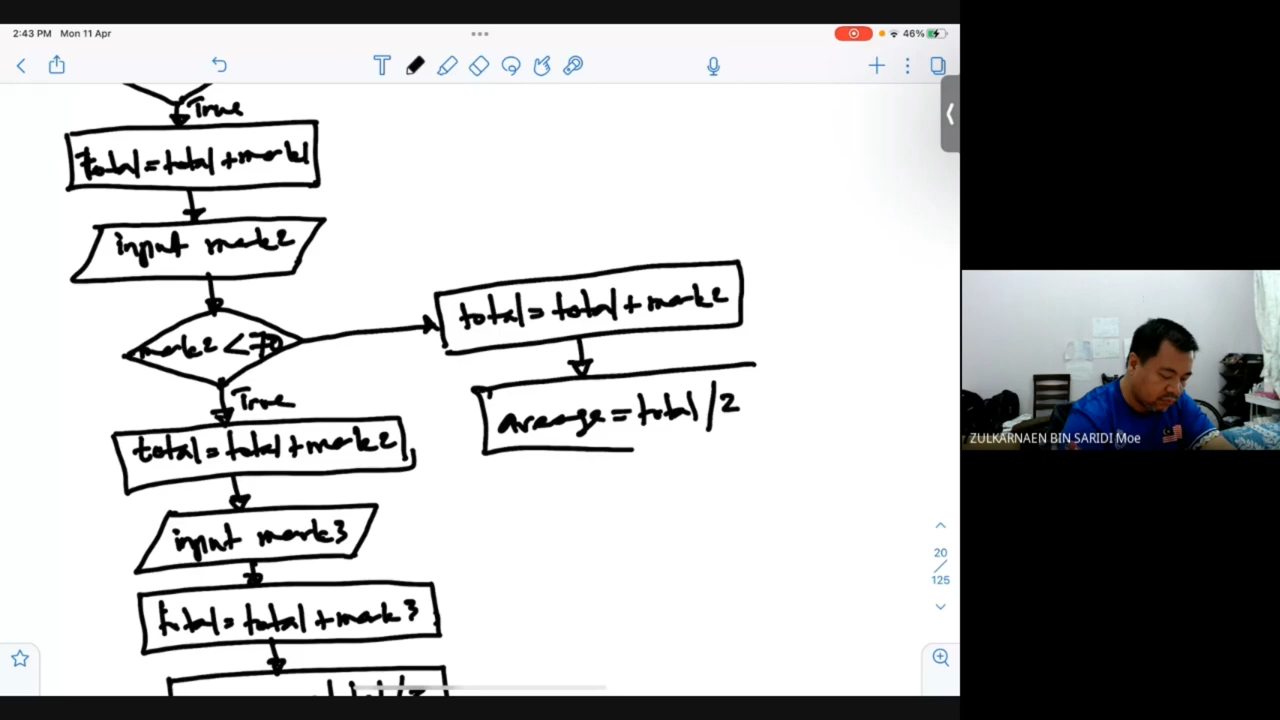 2:43 PM Mon 11 Apr
46%
True
total=total+mark1
input mark2
mark2 <70
total=total+mark2
average=total/2
True
total=total+mark2
input mark3
total=total+mark3
20
/
125
ZULKARNAEN BIN SARIDI Moe